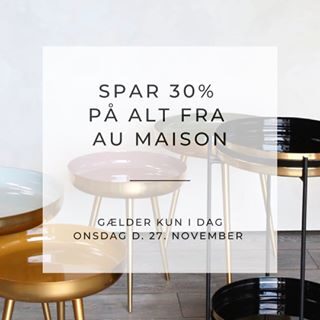 SPAR 30%
PÅ ALT FRA
AU MAISON
GÆLDER KUN I DAG
ONSDAG D. 27. NOVEMBER